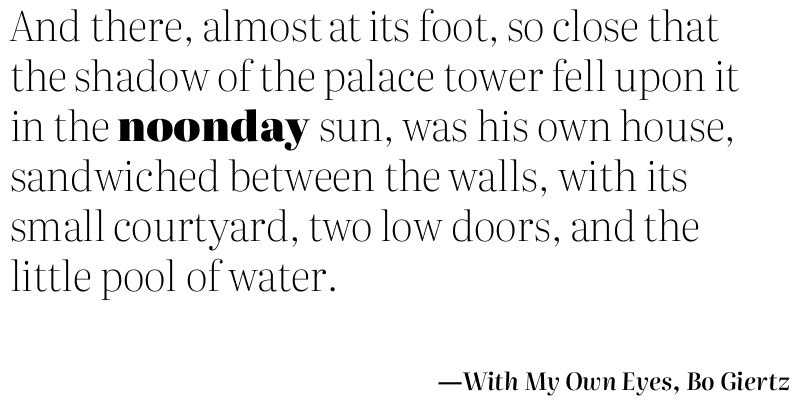 And there, almost at its foot, so close that
the shadow of the palace tower fell upon it
in the noonday sun, was his own house,
sandwiched between the walls, with its
small courtyard, two low doors, and the
little pool of water.
—With My Own Eyes, Bo Giertz